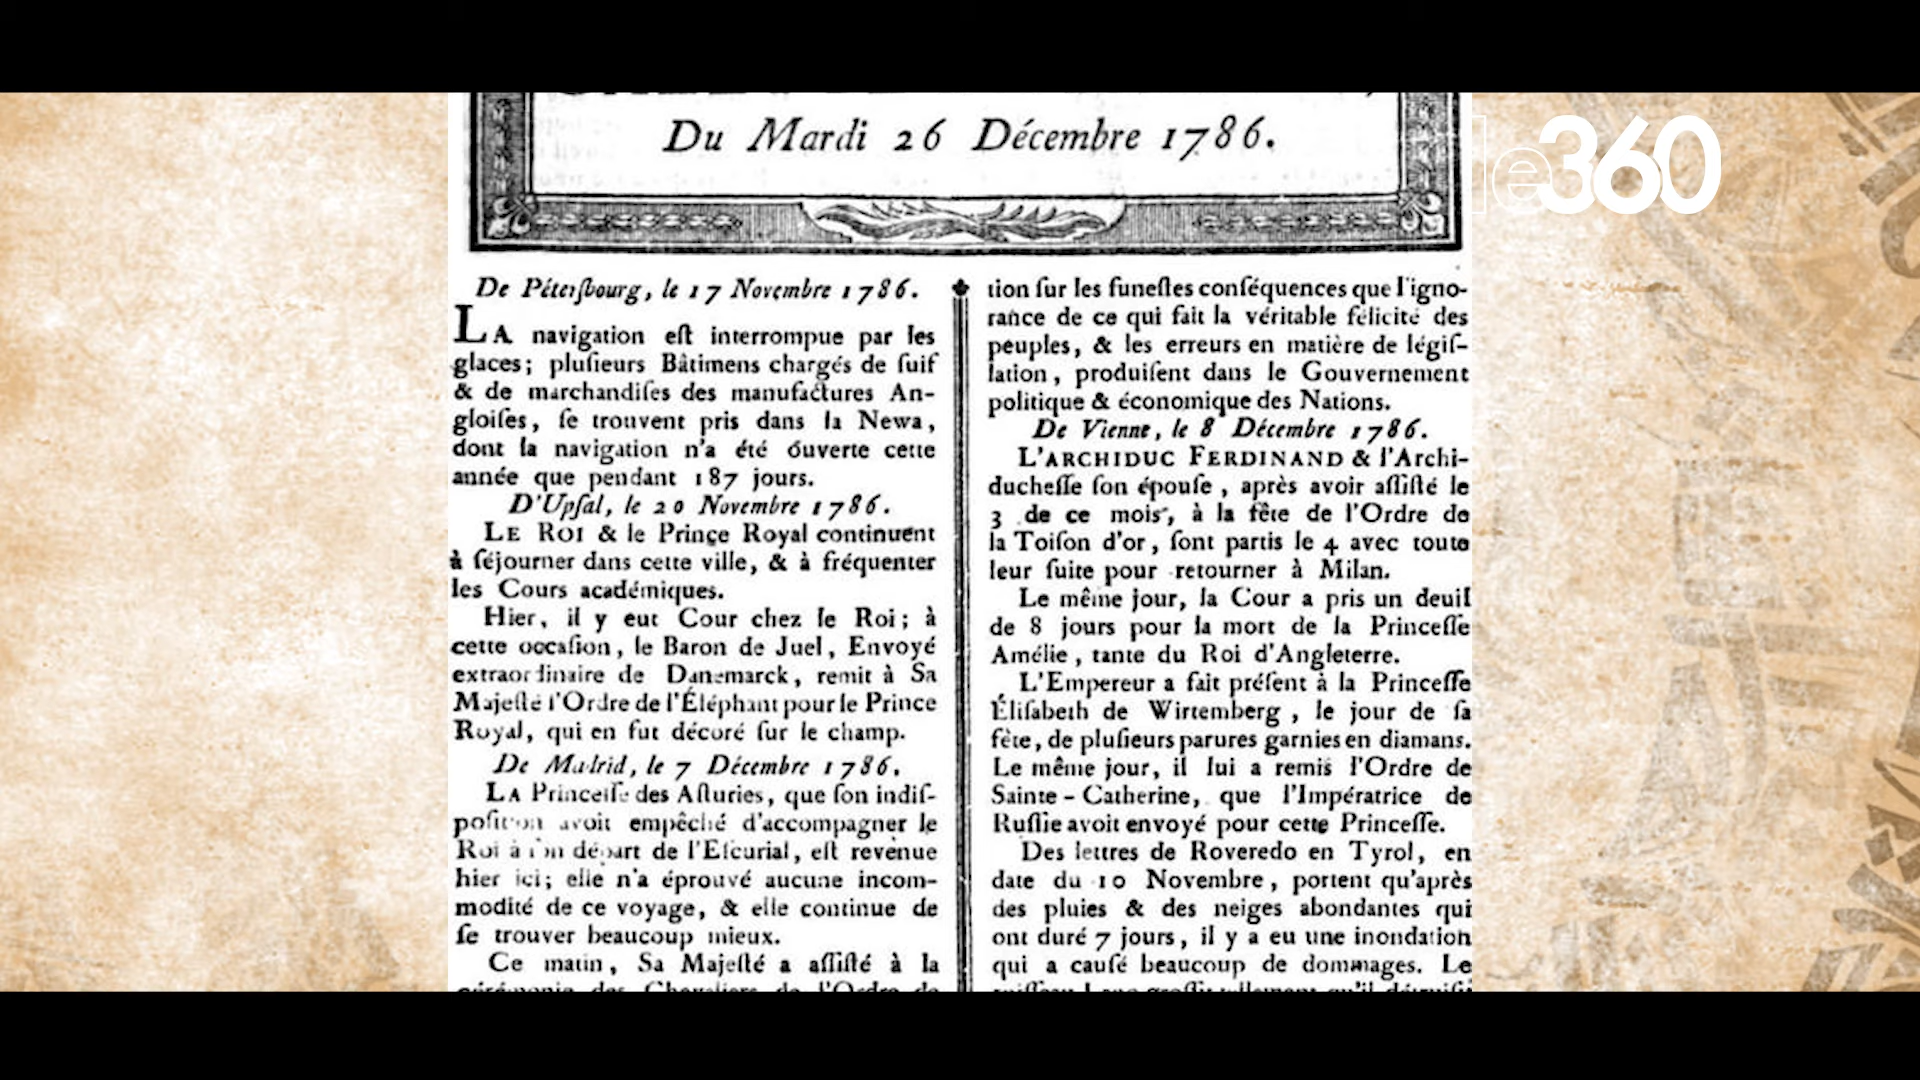 Du Mardi 26 Décembre 1786.
le360
De Pétersbourg, le 17 Novembre 1786.
LA navigation est interrompue par les
glaces; plusieurs Bâtimens chargés de suif
& de marchandises des manufactures An-
gloises, se trouvent pris dans la Newa,
dont la navigation n'a été ouverte cette
année que pendant 187 jours.
D'Upsal, le 20 Novembre 1786.
LE ROI & le Prince Royal continuent
à séjourner dans cette ville, & à fréquenter
les Cours académiques.
Hier, il y eut Cour chez le Roi; à
cette occasion, le Baron de Juel, Envoyé
extraordinaire de Danemarck, remit à Sa
Majesté l'Ordre de l'Éléphant pour le Prince
Royal, qui en fut décoré sur le champ.
De Madrid, le 7 Décembre 1786.
LA Princesse des Asturies, que son indis-
position avoit empêché d'accompagner le
Roi à son départ de l'Escurial, est revenue
hier ici; elle n'a éprouvé aucune incom-
modité de ce voyage, & elle continue de
se trouver beaucoup mieux.
Ce matin, Sa Majesté a assisté à la
cérémonie des Chevaliers de l'Ordre de
tion sur les funestes conséquences que l'igno-
rance de ce qui fait la véritable félicité des
peuples, & les erreurs en matière de légis-
lation, produisent dans le Gouvernement
politique & économique des Nations.
De Vienne, le 8 Décembre 1786.
L'ARCHIDUC FERDINAND & l'Archi-
duchesse son épouse, après avoir assisté le
3 de ce mois, à la fête de l'Ordre de
la Toison d'or, sont partis le 4 avec toute
leur suite pour retourner à Milan.
Le même jour, la Cour a pris un deuil
de 8 jours pour la mort de la Princesse
Amélie, tante du Roi d'Angleterre.
L'Empereur a fait présent à la Princesse
Élisabeth de Wirtemberg, le jour de sa
fête, de plusieurs parures garnies en diamans.
Le même jour, il lui a remis l'Ordre de
Sainte-Catherine, que l'Impératrice de
Russie avoit envoyé pour cette Princesse.
Des lettres de Roveredo en Tyrol, en
date du 10 Novembre, portent qu'après
des pluies & des neiges abondantes qui
ont duré 7 jours, il y a eu une inondation
qui a causé beaucoup de dommages. Le